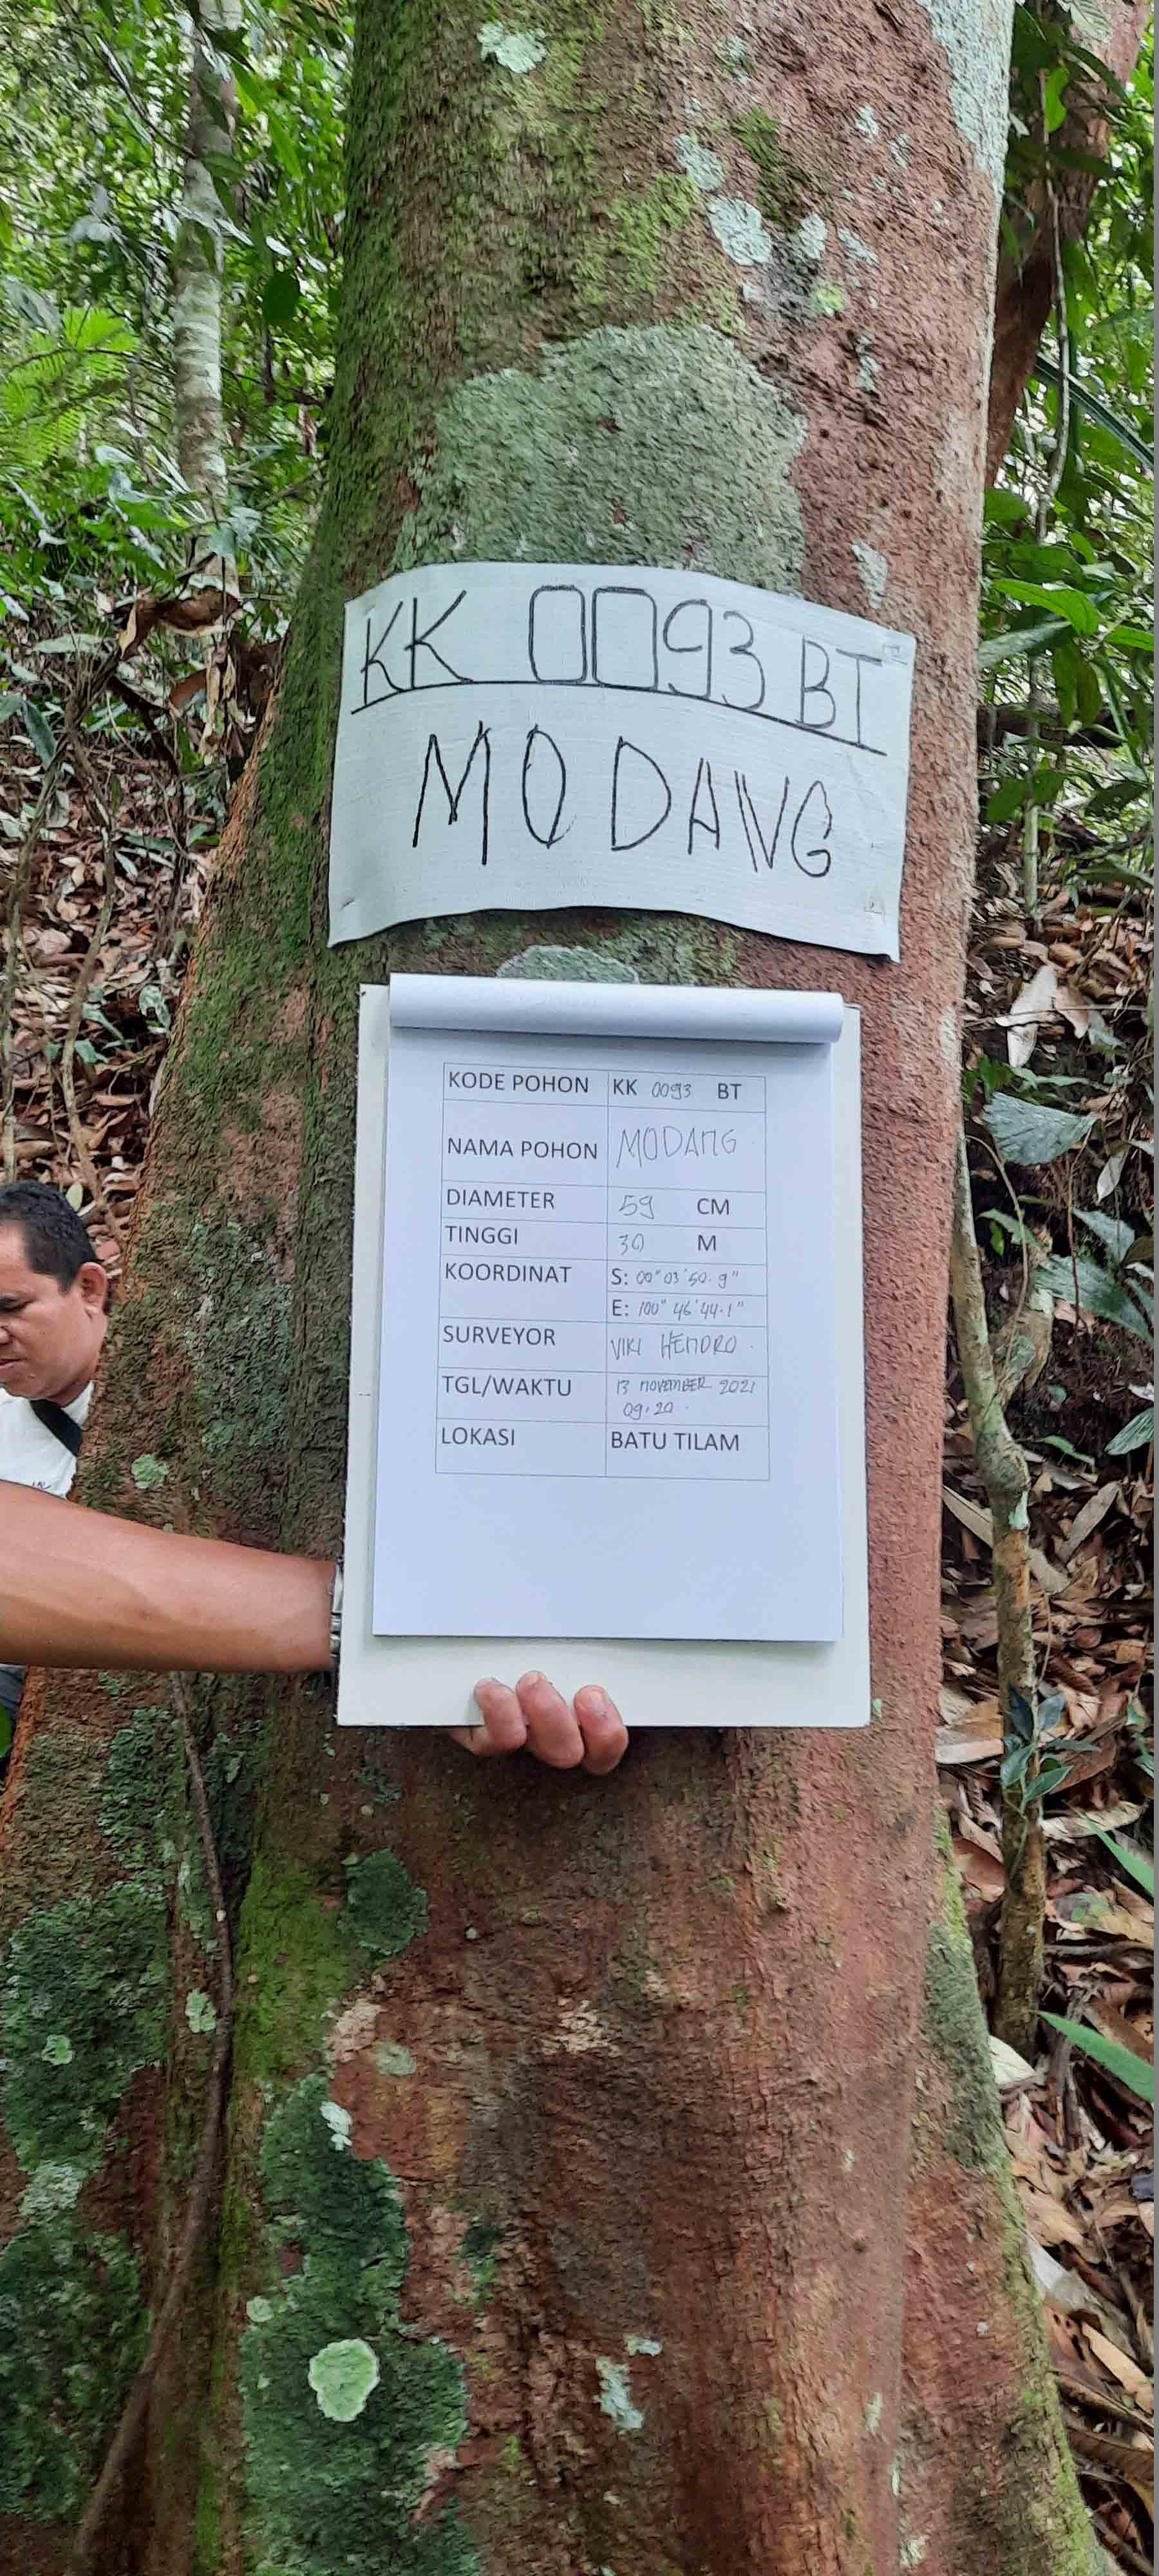 KK 0093 BT
MODANG
KODE POHON KK 0093 BT
NAMA POHON MODANG
DIAMETER 59 CM
TINGGI 30 M
KOORDINAT S: 00° 03' 50.9"
E: 100° 46' 44.1"
SURVEYOR VIKI HENDRO.
TGL/WAKTU 13 NOVEMBER 2021
09.20.
LOKASI BATU TILAM